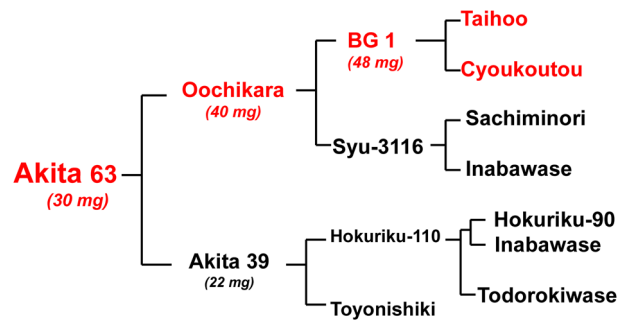 Taihoo
BG 1
(48 mg)
Cyoukoutou
Oochikara
(40 mg)
Sachiminori
Syu-3116
Inabawase
Akita 63
(30 mg)
Hokuriku-90
Hokuriku-110
Inabawase
Akita 39
(22 mg)
Todorokiwase
Toyonishiki